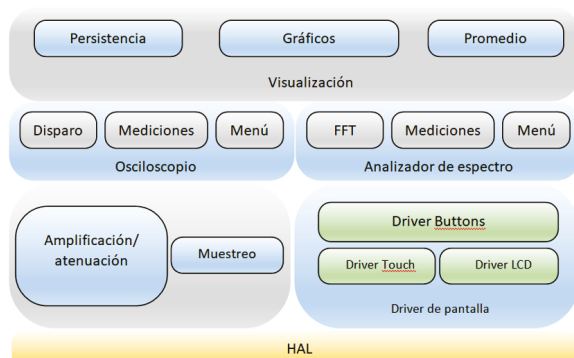 Persistencia
Gráficos
Promedio
Visualización
Disparo
Mediciones
Menú
Osciloscopio
FFT
Mediciones
Menú
Analizador de espectro
Amplificación/
atenuación
Muestreo
Driver Buttons
Driver Touch
Driver LCD
Driver de pantalla
HAL